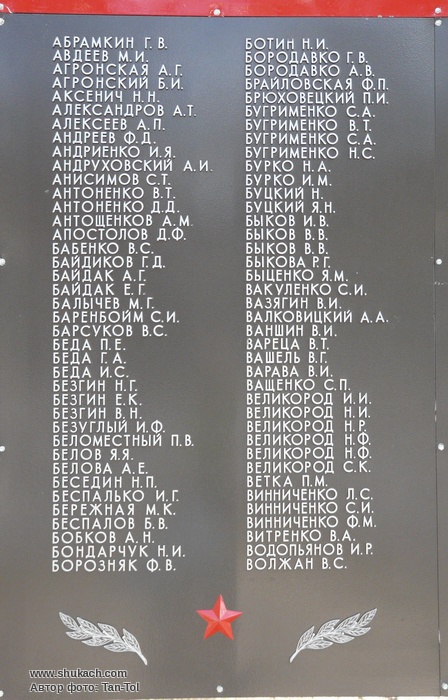 АБРАМКИН Г. В.
АВДЕЕВ М.И.
АГРОНСКАЯ А.Г.
АГРОНСКИЙ Б.И.
АКСЕНИЧ Н.Н.
АЛЕКСАНДРОВ А.Т.
АЛЕКСЕЕВ А.П.
АНДРЕЕВ Ф.Д.
АНДРИЕНКО И.Я.
АНДРУХОВСКИЙ А.И.
АНИСИМОВ С.Т.
АНТОНЕНКО В.Т.
АНТОНЕНКО Д.Д.
АНТОЩЕНКОВ А.М.
АПОСТОЛОВ Д.Ф.
БАБЕНКО В.С.
БАЙДИКОВ Г.Д.
БАЙДАК А.Г.
БАЙДАК Е.Г.
БАЛЫЧЕВ М.Г.
БАРЕНБОЙМ С.И.
БАРСУКОВ В.С.
БЕДА П.Е.
БЕДА Г.А.
БЕДА И.С.
БЕЗГИН Н.Г.
БЕЗГИН Е.К.
БЕЗГИН В.Н.
БЕЗУГЛЫЙ И.Ф.
БЕЛОМЕСТНЫЙ П.В.
БЕЛОВ Я.Я.
БЕЛОВА А.Е.
БЕСЕДИН Н.П.
БЕСПАЛЬКО И.Г.
БЕРЕЖНАЯ М.К.
БЕСПАЛОВ Б.В.
БОБКОВ А.Н.
БОНДАРЧУК Н.И.
БОРОЗНЯК Ф.В.
БОТИН Н.И.
БОРОДАВКО Г.В.
БОРОДАВКО А.В.
БРАЙЛОВСКАЯ Ф.П.
БРЮХОВЕЦКИЙ П.И.
БУГРИМЕНКО С.А.
БУГРИМЕНКО В.Т.
БУГРИМЕНКО С.А.
БУГРИМЕНКО Н.С.
БУРКО Н.А.
БУРКО И.М.
БУЦКИЙ Н.
БУЦКИЙ Я.Н.
БЫКОВ И.В.
БЫКОВ В.В.
БЫКОВ В.В.
БЫКОВА Р.Г.
БЫЦЕНКО Я.М.
ВАКУЛЕНКО С.И.
ВАЗЯГИН В.И.
ВАЛКОВИЦКИЙ А.А.
ВАНШИН В.И.
ВАРЕЦА В.Т.
ВАШЕЛЬ В.Г.
ВАРАВА В.И.
ВАЩЕНКО С.П.
ВЕЛИКОРОД И.И.
ВЕЛИКОРОД Н.И.
ВЕЛИКОРОД Н.Р.
ВЕЛИКОРОД Н.Ф.
ВЕЛИКОРОД Н.Ф.
ВЕЛИКОРОД С.К.
ВЕТКА П.М.
ВИННИЧЕНКО Л.С.
ВИННИЧЕНКО С.И.
ВИННИЧЕНКО Ф.М.
ВИТРЕНКО В.А.
ВОДОПЬЯНОВ И.Р.
ВОЛЖАН В.С.
www.shukach.com
Автор фото: Tan-Tol